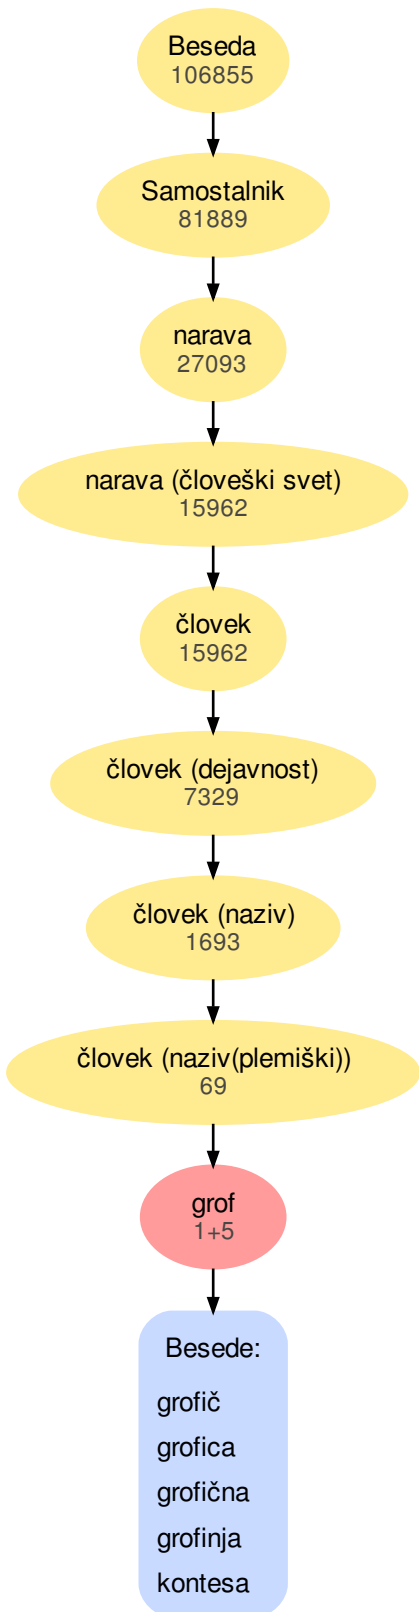 Beseda
106855
Samostalnik
81889
narava
27093
narava (človeški svet)
15962
človek
15962
človek (dejavnost)
7329
človek (naziv)
1693
človek (naziv(plemiški))
69
grof
1+5
Besede:
grofič
grofica
grofična
grofinja
kontesa